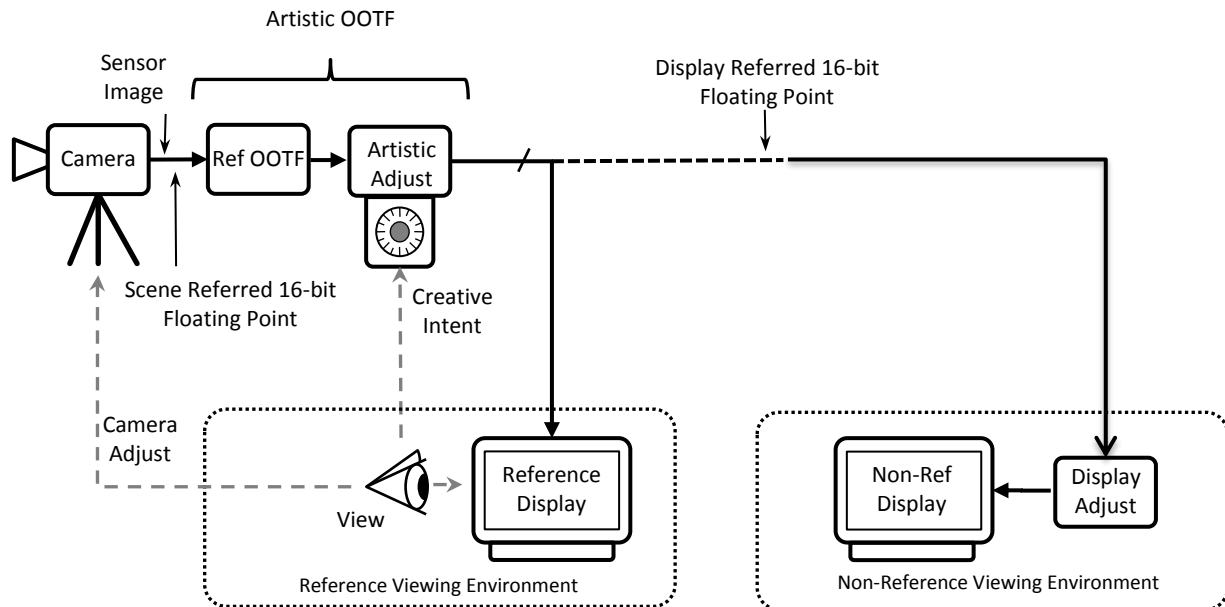 Artistic OOTF
Sensor
Image
Display Referred 16-bit
Floating Point
Camera
Ref OOTF
Artistic
Adjust
Scene Referred 16-bit
Floating Point
Creative
Intent
Camera
Adjust
View
Reference
Display
Reference Viewing Environment
Non-Ref
Display
Display
Adjust
Non-Reference Viewing Environment